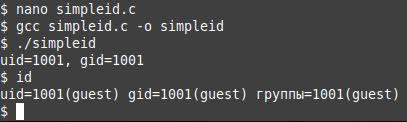 $ nano simpleid.c
$ gcc simpleid.c -o simpleid
$ ./simpleid
uid=1001, gid=1001
$ id
uid=1001(guest) gid=1001(guest) группы=1001(guest)
$